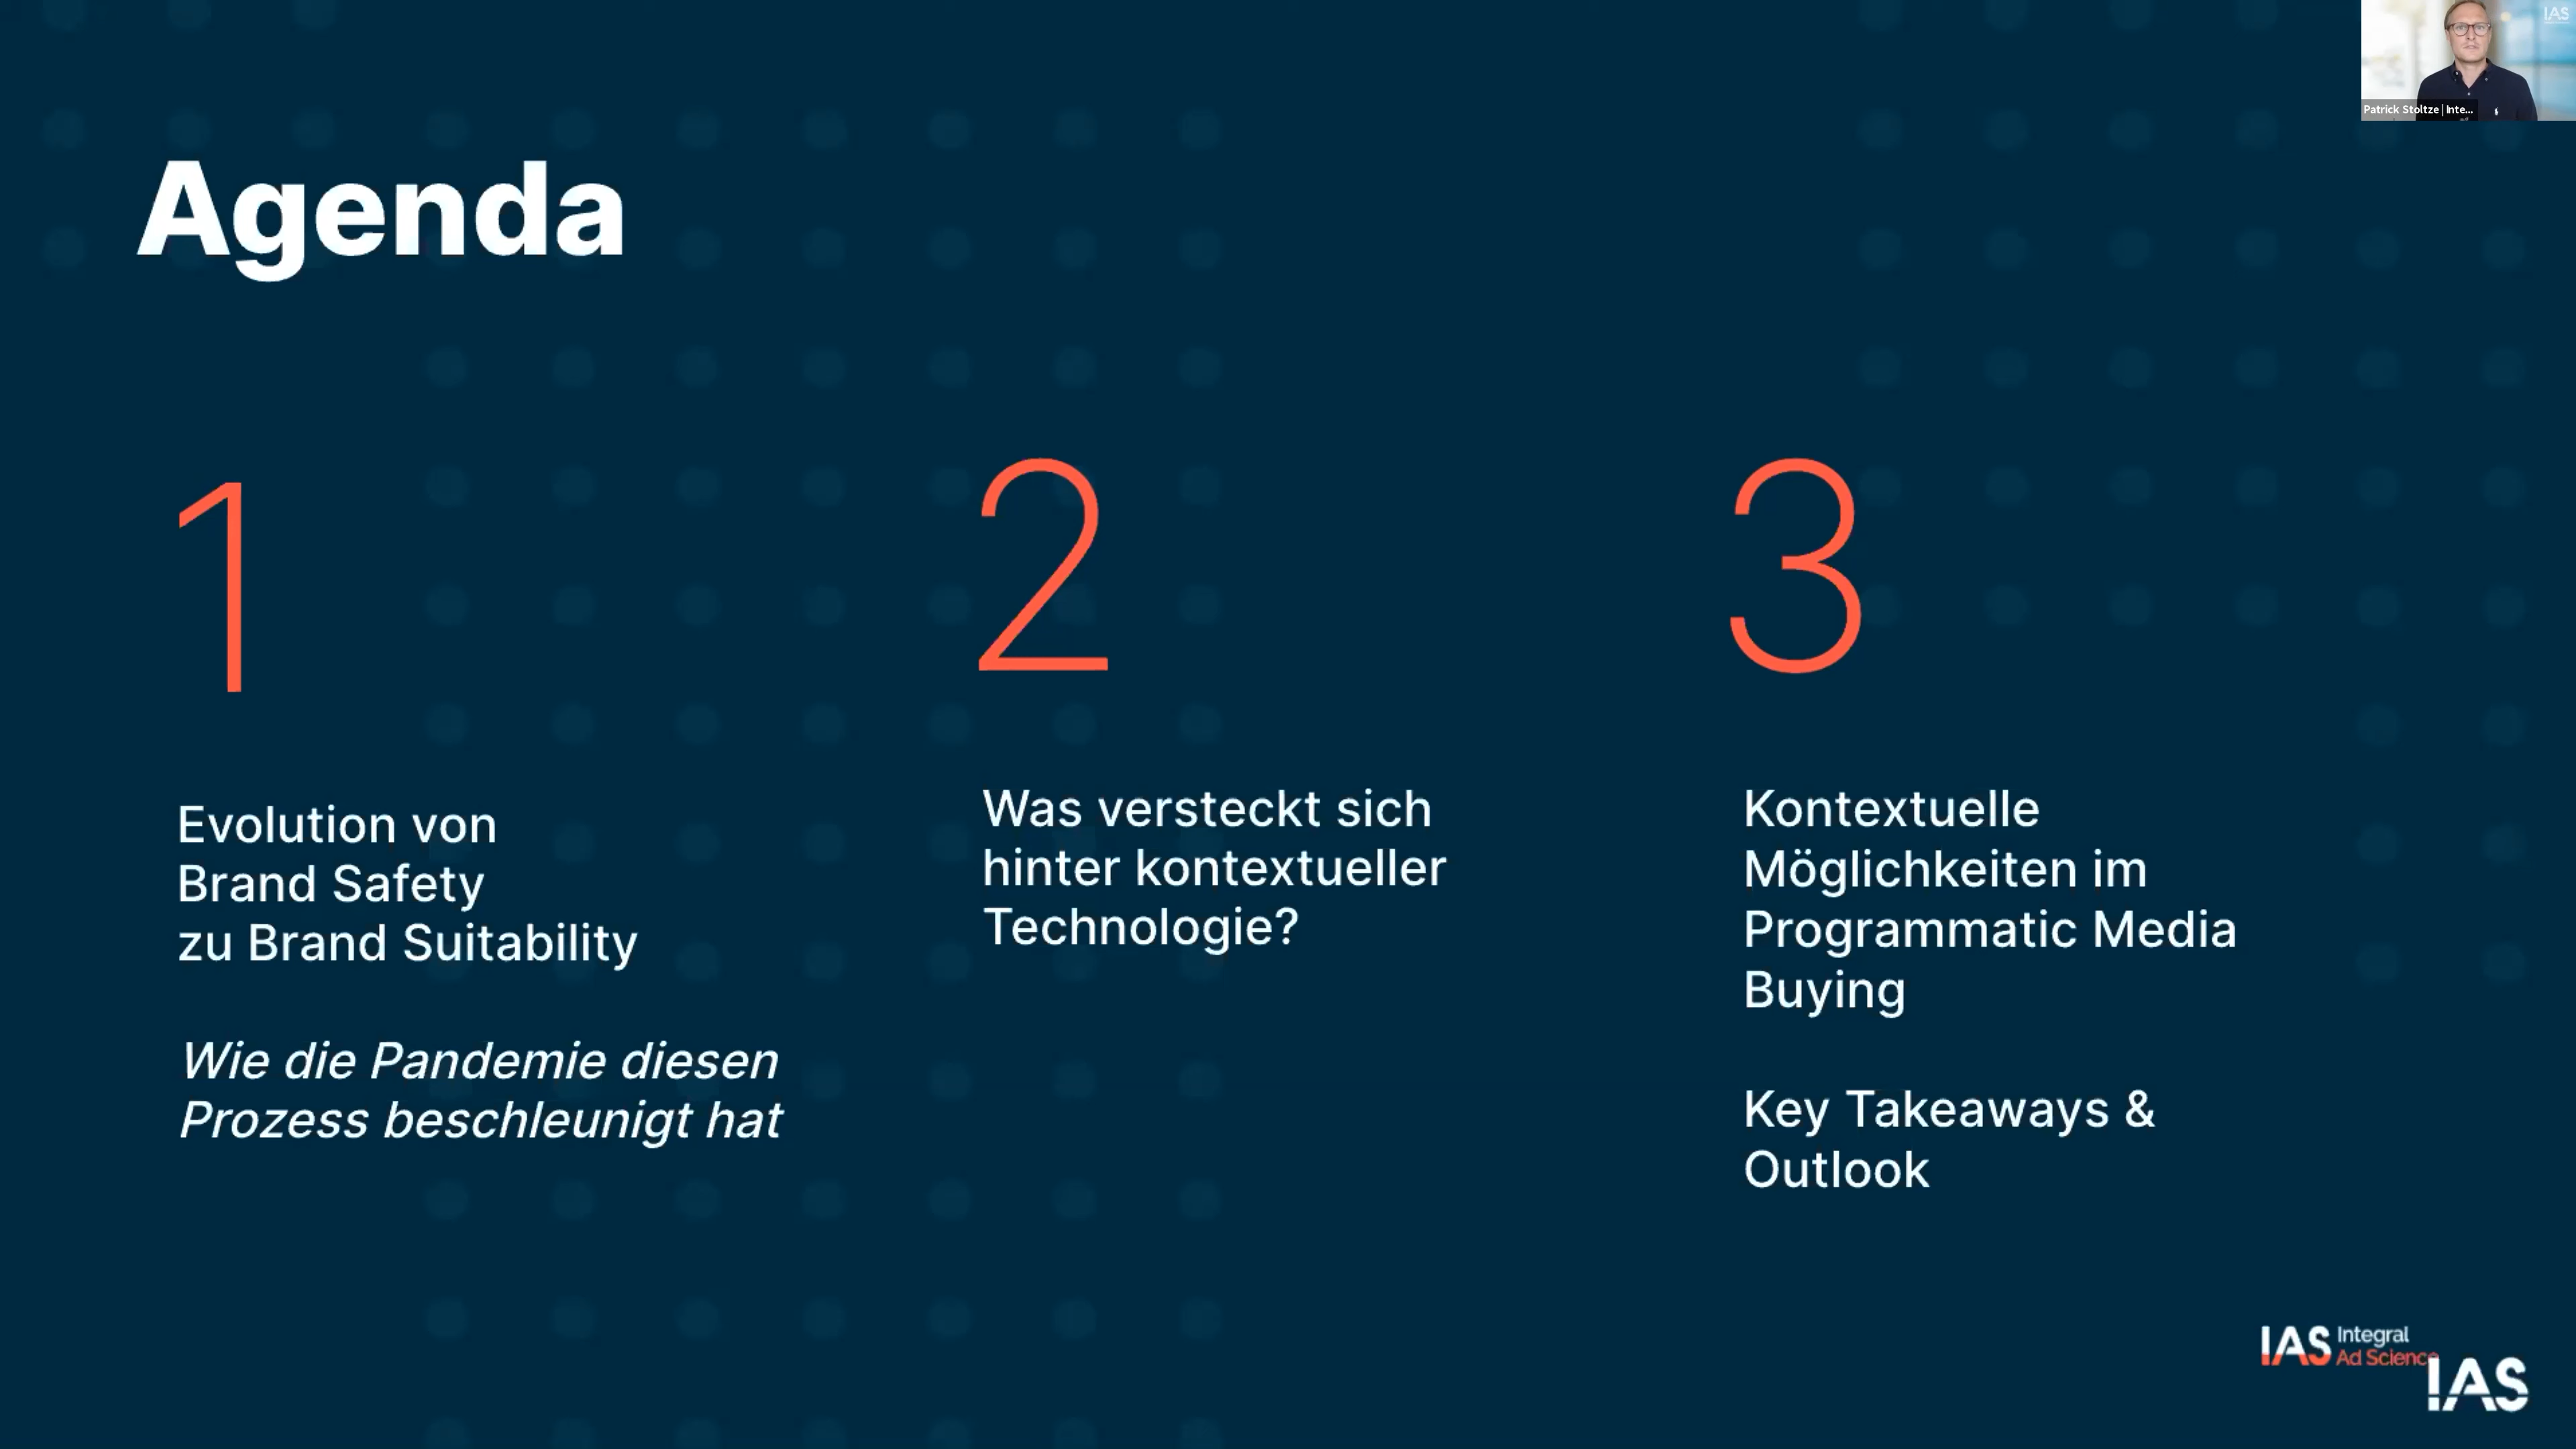 IAS
Patrick Stoltze | Inte...
Agenda
1
Evolution von
Brand Safety
zu Brand Suitability
Wie die Pandemie diesen
Prozess beschleunigt hat
2
Was versteckt sich
hinter kontextueller
Technologie?
3
Kontextuelle
Möglichkeiten im
Programmatic Media
Buying
Key Takeaways &
Outlook
IAS Integral
Ad Science
IAS